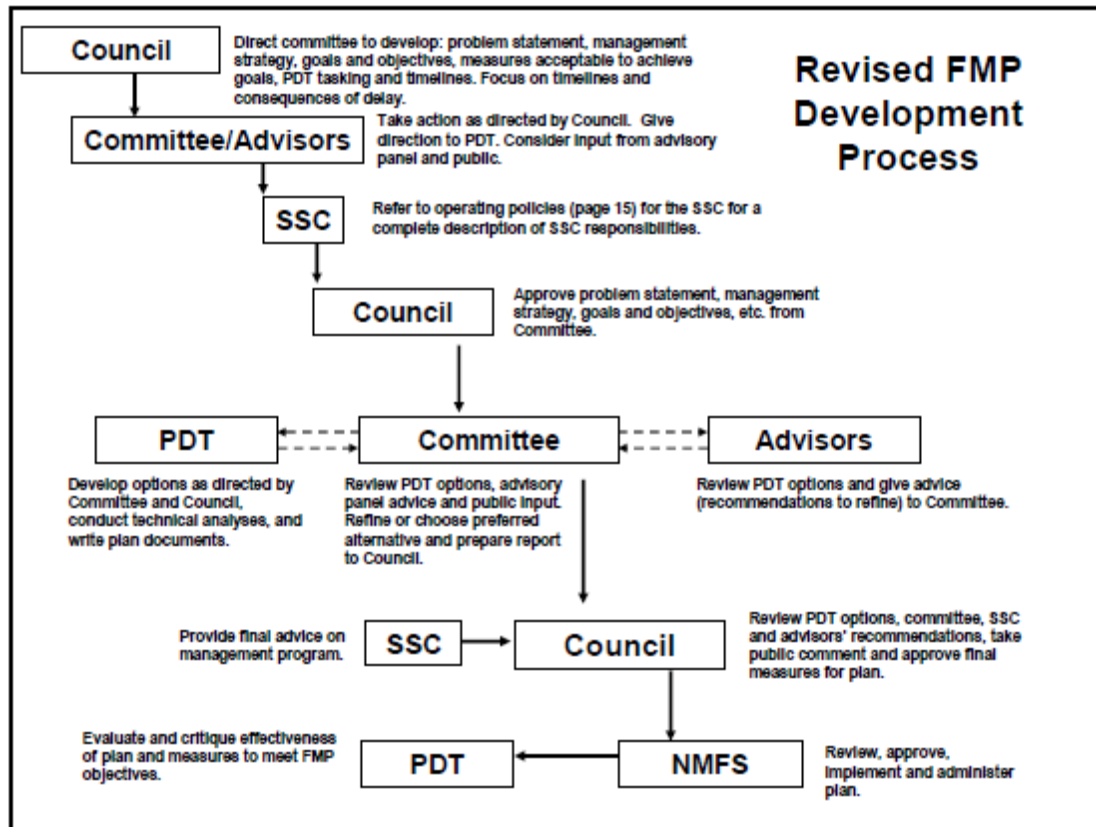 Council
Direct committee to develop: problem statement, management
strategy, goals and objectives, measures acceptable to achieve
goals, PDT tasking and timelines. Focus on timelines and
consequences of delay.
Revised FMP
Development
Process
Committee/Advisors
Take action as directed by Council. Give
direction to PDT. Consider input from advisory
panel and public.
SSC
Refer to operating policies (page 15) for the SSC for a
complete description of SSC responsibilities.
Council
Approve problem statement, management
strategy, goals and objectives, etc. from
Committee.
PDT
Committee
Advisors
Develop options as directed by
Committee and Council,
conduct technical analyses, and
write plan documents.
Review PDT options, advisory
panel advice and public input.
Refine or choose preferred
alternative and prepare report
to Council.
Review PDT options and give advice
(recommendations to refine) to Committee.
Provide final advice on
management program.
SSC
Council
Review PDT options, committee, SSC
and advisors' recommendations, take
public comment and approve final
measures for plan.
Evaluate and critique effectiveness
of plan and measures to meet FMP
objectives.
PDT
NMFS
Review, approve,
implement and administer
plan.